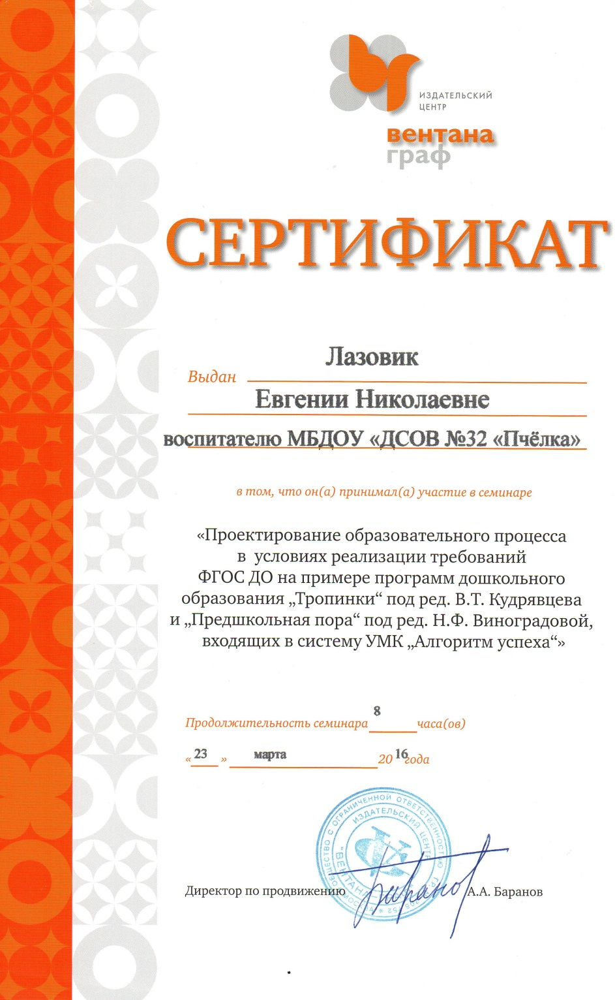 ИЗДАТЕЛЬСКИЙ
ЦЕНТР
вентана
граф
СЕРТИФИКАТ
Лазовик
Выдан
Евгении Николаевне
воспитателю МБДОУ «ДСОВ №32 «Пчёлка»
в том, что он(а) принимал(а) участие в семинаре
«Проектирование образовательного процесса
в условиях реализации требований
ФГОС ДО на примере программ дошкольного
образования „Тропинки“ под ред. В.Т. Кудрявцева
и „Предшкольная пора“ под ред. Н.Ф. Виноградовой,
входящих в систему УМК „Алгоритм успеха“»
Продолжительность семинара 8 часа(ов)
«23» марта 2016 года
ОБЩЕСТВО С ОГРАНИЧЕННОЙ ОТВЕТСТВЕННОСТЬЮ
ИЗДАТЕЛЬСКИЙ ЦЕНТР
"ВЕНТАНА
МОСКВА
Директор по продвижению
Баранов
А.А. Баранов